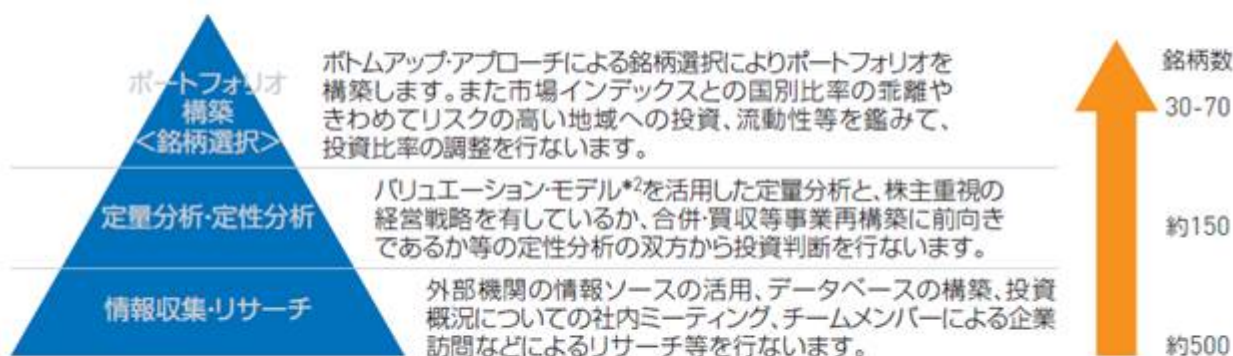 ポートフォリオ
構築
<銘柄選択>
ボトムアップ・アプローチによる銘柄選択によりポートフォリオを
構築します。また市場インデックスとの国別比率の乖離や
きわめてリスクの高い地域への投資、流動性等を鑑みて、
投資比率の調整を行ないます。
銘柄数
30-70
定量分析・定性分析
バリュエーション・モデル*2を活用した定量分析と、株主重視の
経営戦略を有しているか、合併・買収等事業再構築に前向き
であるか等の定性分析の双方から投資判断を行ないます。
約150
情報収集・リサーチ
外部機関の情報ソースの活用、データベースの構築、投資
概況についての社内ミーティング、チームメンバーによる企業
訪問などによるリサーチ等を行ないます。
約500